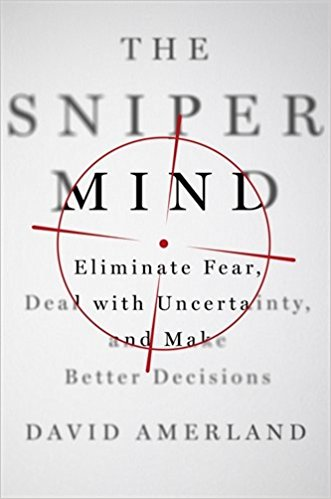 THE
SNIPER
MIND
Eliminate Fear,
Deal with Uncertainty,
and Make
Better Decisions
DAVID AMERLAND